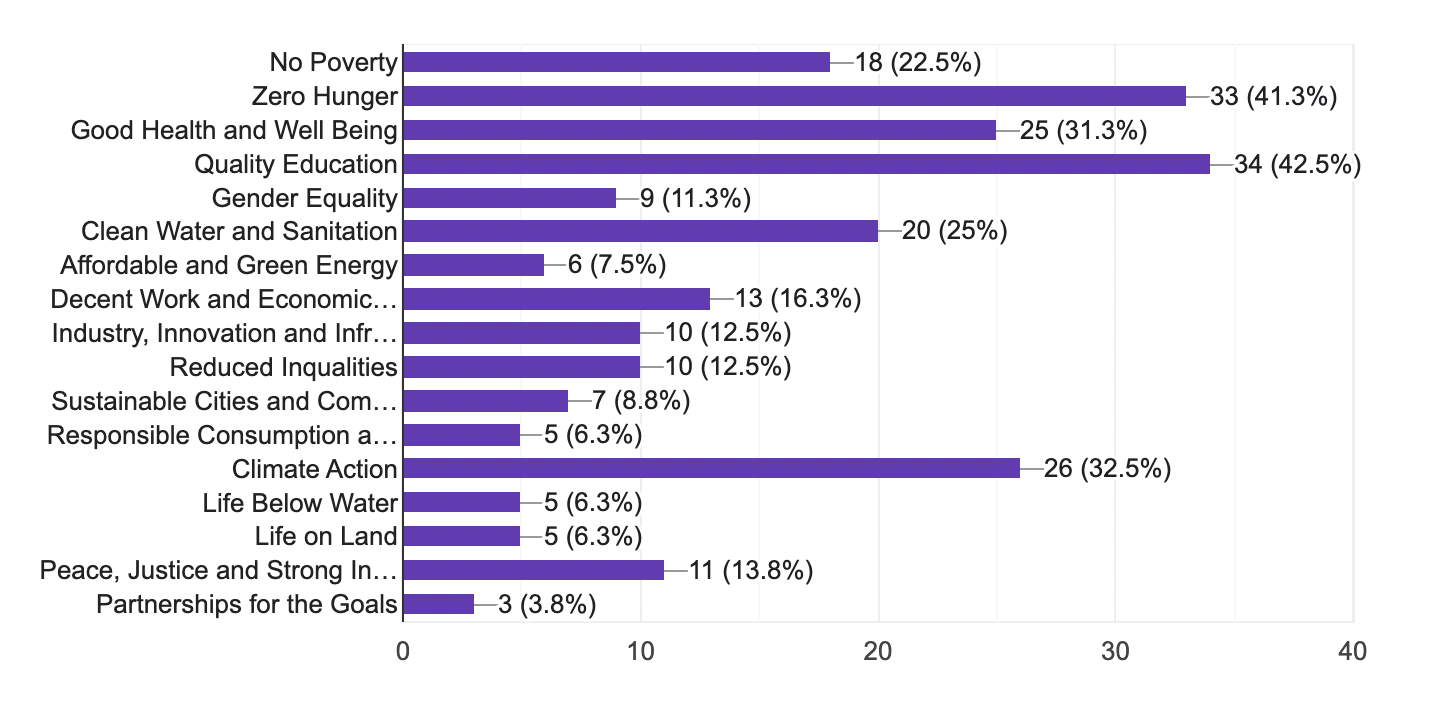 No Poverty 18 (22.5%)
Zero Hunger 33 (41.3%)
Good Health and Well Being 25 (31.3%)
Quality Education 34 (42.5%)
Gender Equality 9 (11.3%)
Clean Water and Sanitation 20 (25%)
Affordable and Green Energy 6 (7.5%)
Decent Work and Economic… 13 (16.3%)
Industry, Innovation and Infr… 10 (12.5%)
Reduced Inqualities 10 (12.5%)
Sustainable Cities and Com… 7 (8.8%)
Responsible Consumption a… 5 (6.3%)
Climate Action 26 (32.5%)
Life Below Water 5 (6.3%)
Life on Land 5 (6.3%)
Peace, Justice and Strong In… 11 (13.8%)
Partnerships for the Goals 3 (3.8%)
0 10 20 30 40